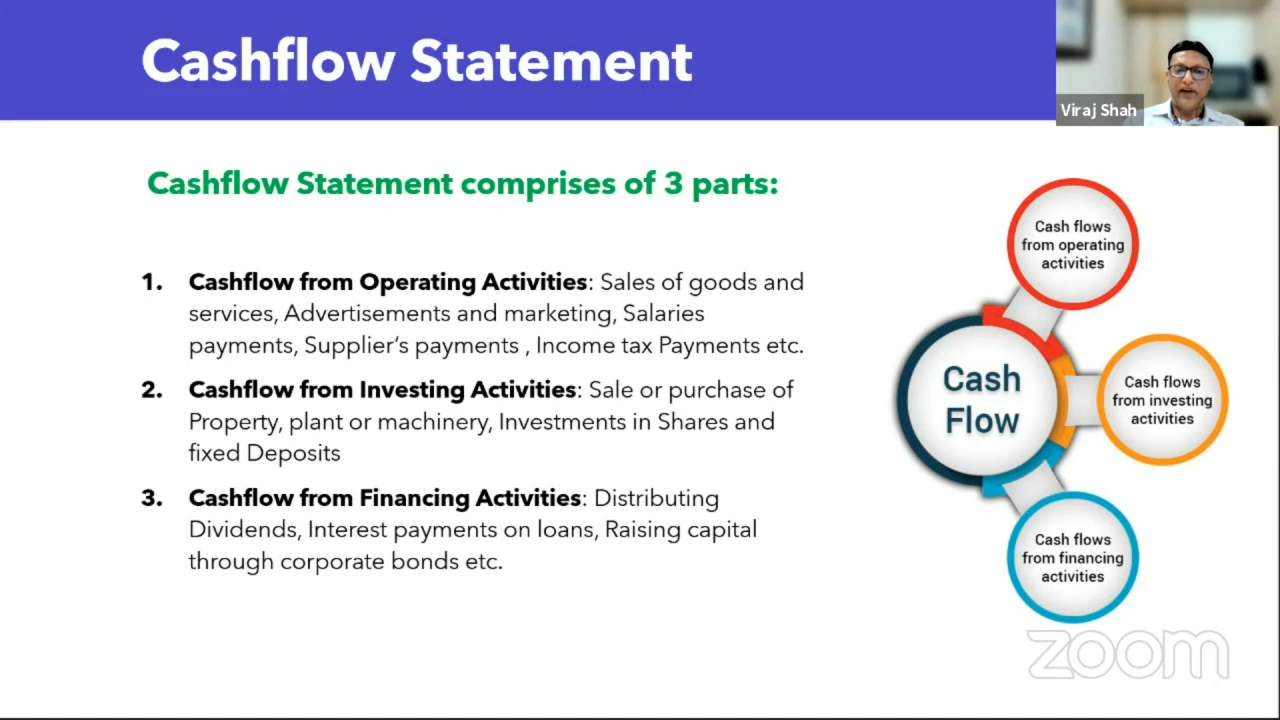 Cashflow Statement
Viraj Shah
Cashflow Statement comprises of 3 parts:
1. Cashflow from Operating Activities: Sales of goods and
services, Advertisements and marketing, Salaries
payments, Supplier’s payments , Income tax Payments etc.
2. Cashflow from Investing Activities: Sale or purchase of
Property, plant or machinery, Investments in Shares and
fixed Deposits
3. Cashflow from Financing Activities: Distributing
Dividends, Interest payments on loans, Raising capital
through corporate bonds etc.
Cash flows
from operating
activities
Cash
Flow
Cash flows
from investing
activities
Cash flows
from financing
activities
zoom